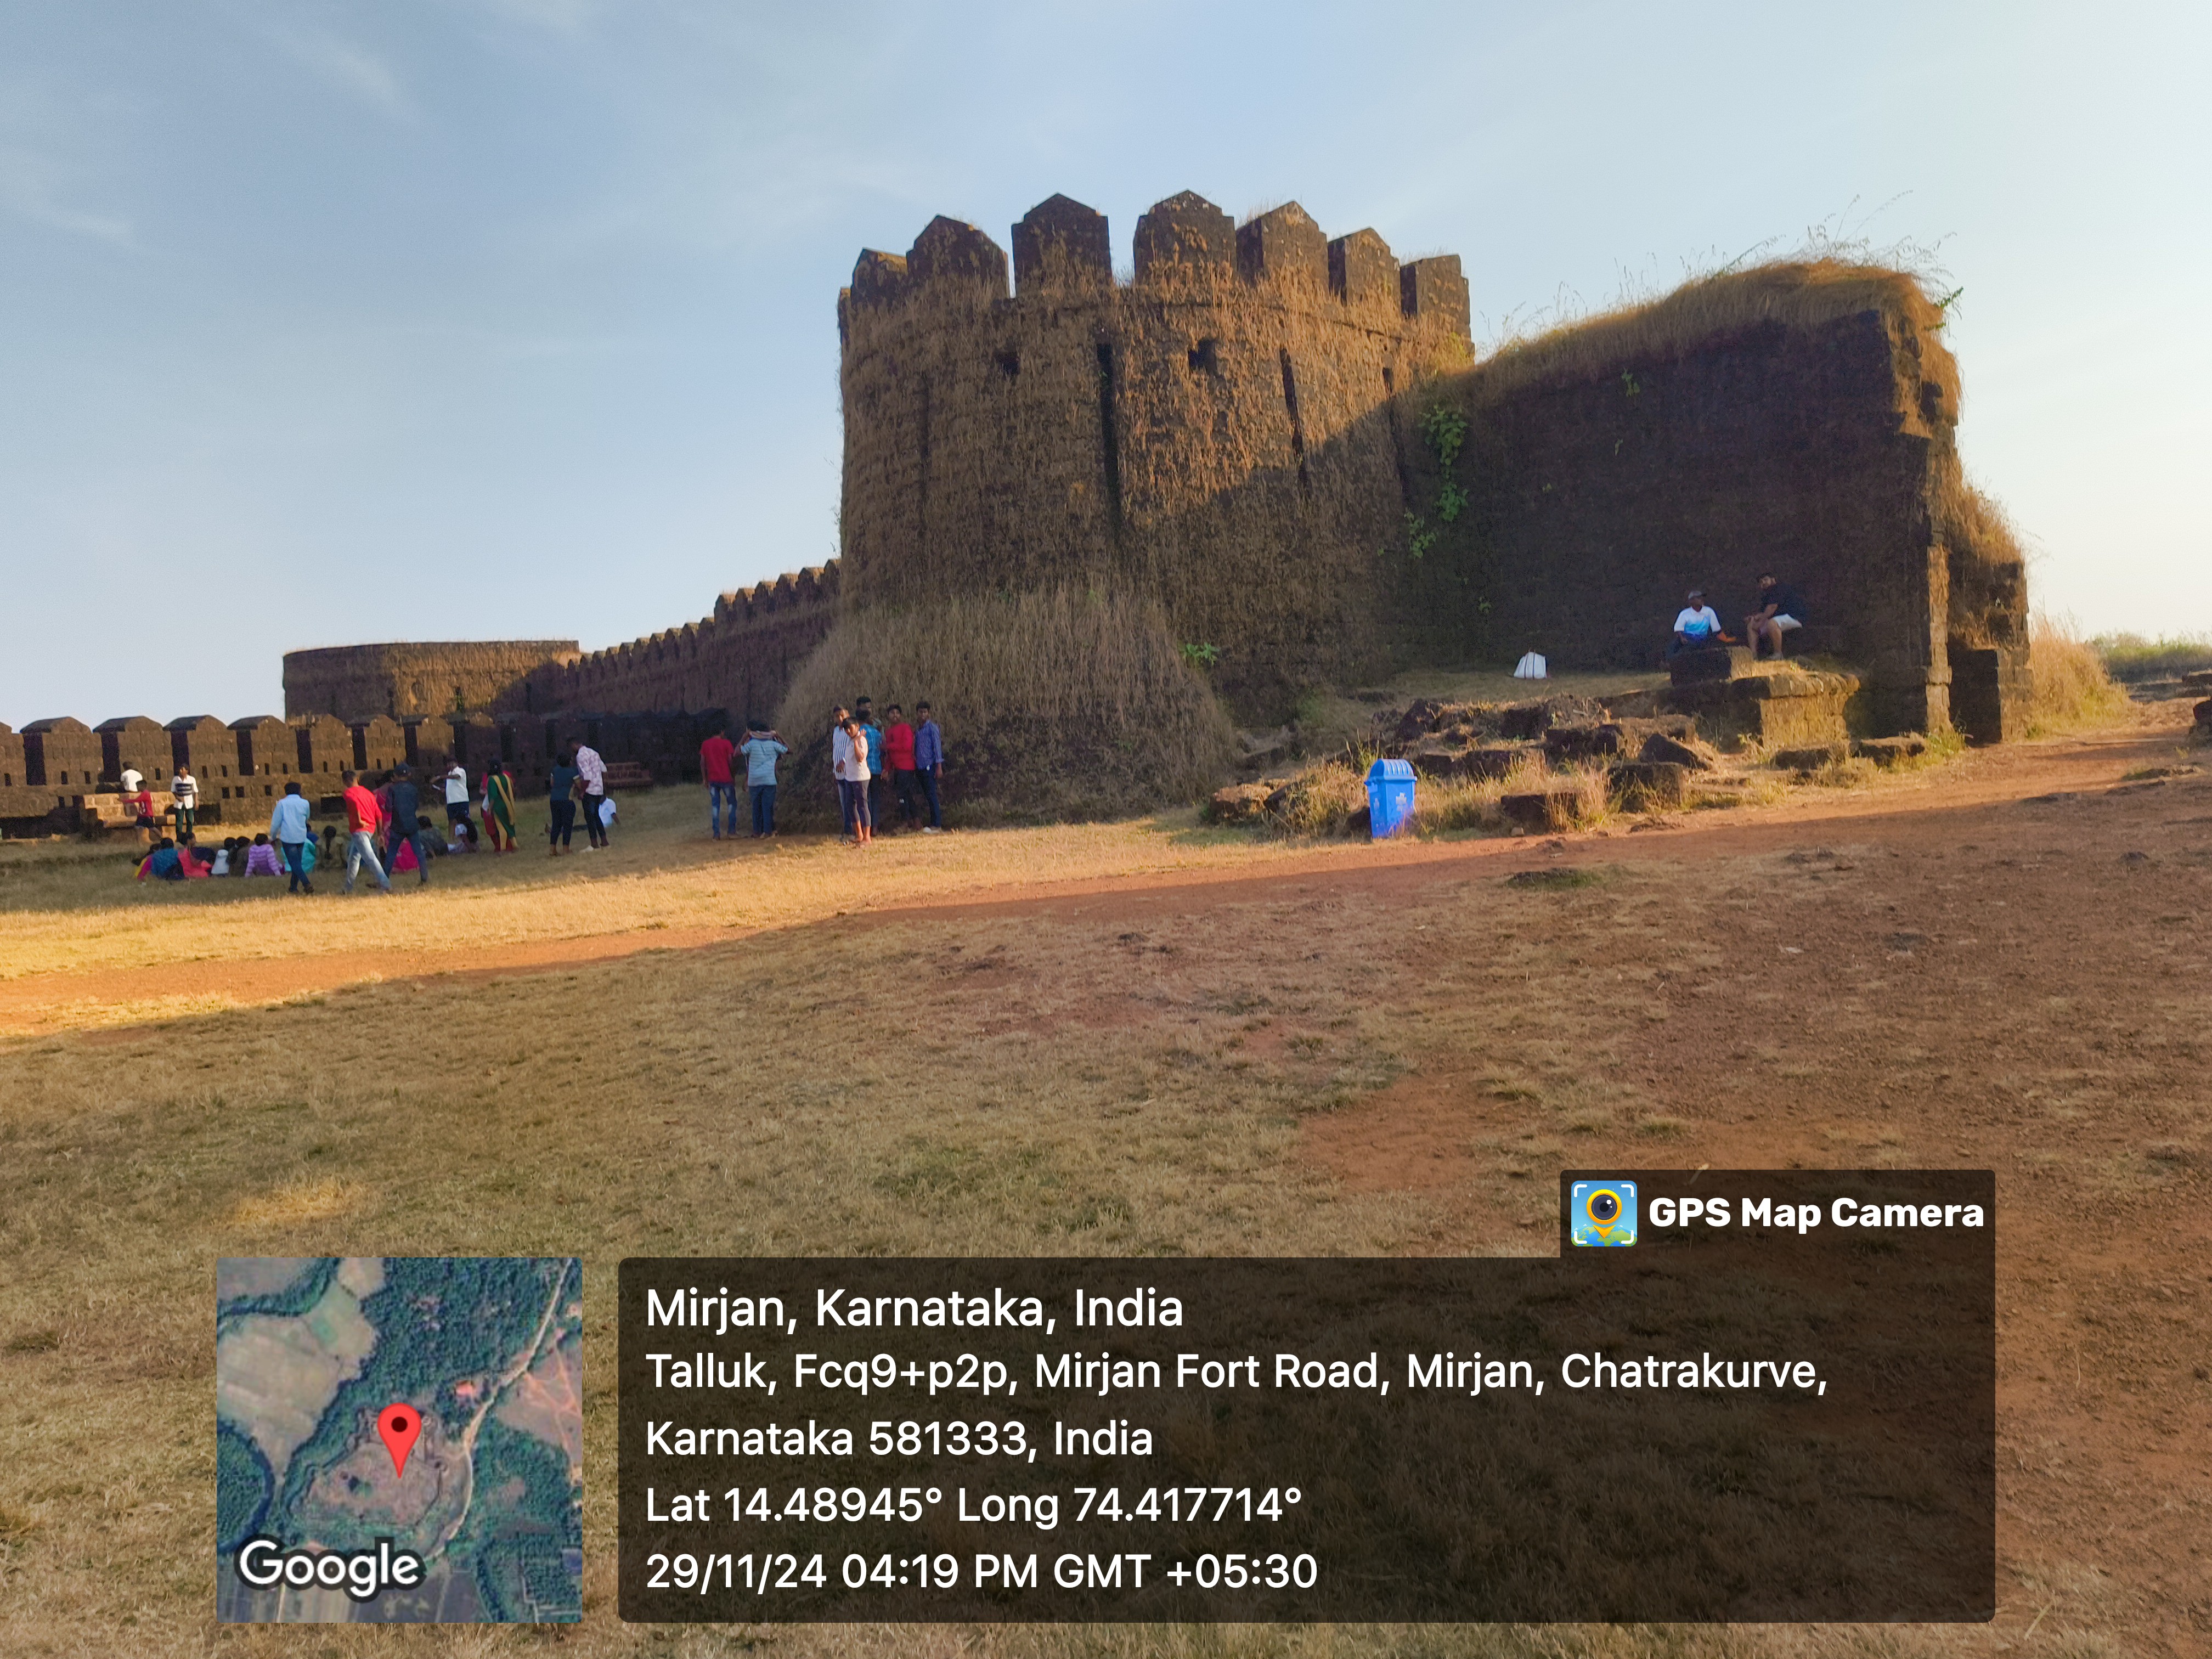 GPS Map Camera
Mirjan, Karnataka, India
Talluk, Fcq9+p2p, Mirjan Fort Road, Mirjan, Chatrakurve,
Karnataka 581333, India
Lat 14.48945° Long 74.417714°
29/11/24 04:19 PM GMT +05:30
Google